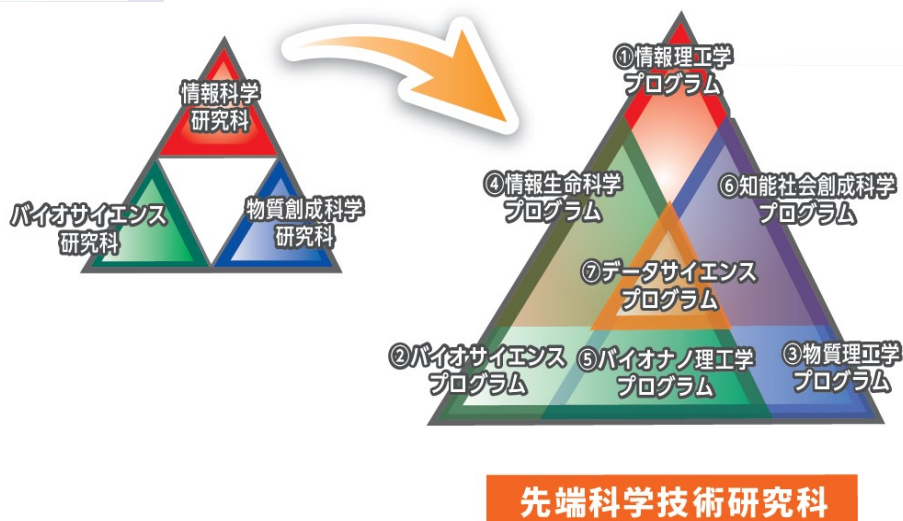 情報科学
研究科
バイオサイエンス
研究科
物質創成科学
研究科
①情報理工学
プログラム
④情報生命科学
プログラム
⑥知能社会創成科学
プログラム
⑦データサイエンス
プログラム
②バイオサイエンス
プログラム
⑤バイオナノ理工学
プログラム
③物質理工学
プログラム
先端科学技術研究科